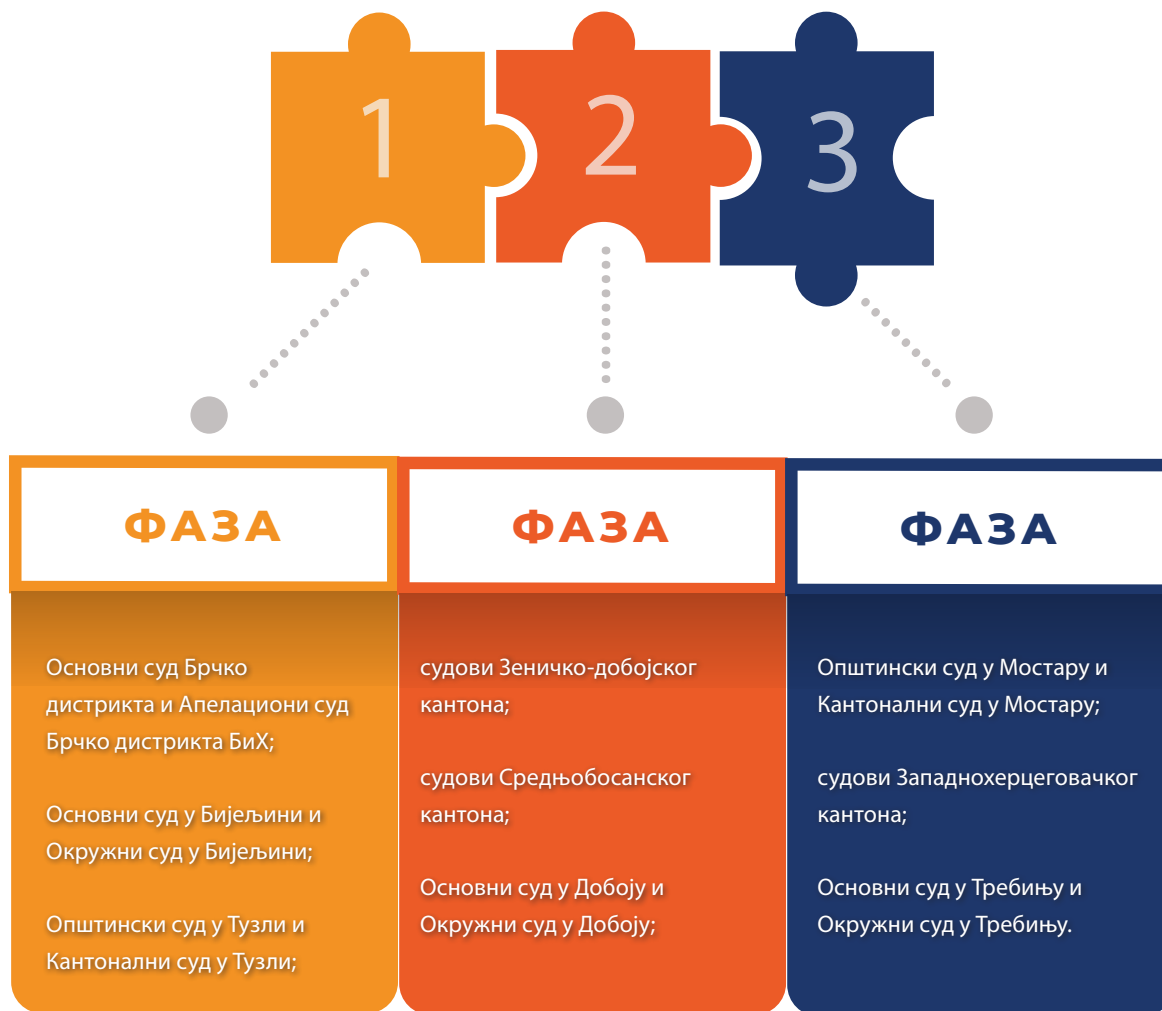 1
2
3
ФАЗА
Основни суд Брчко
дистрикта и Апелациони суд
Брчко дистрикта БиХ;
Основни суд у Бијељини и
Окружни суд у Бијељини;
Општински суд у Тузли и
Кантонални суд у Тузли;
ФАЗА
судови Зеничко-добојског
кантона;
судови Средњобосанског
кантона;
Основни суд у Добоју и
Окружни суд у Добоју;
ФАЗА
Општински суд у Мостару и
Кантонални суд у Мостару;
судови Западнохерцеговачког
кантона;
Основни суд у Требињу и
Окружни суд у Требињу.